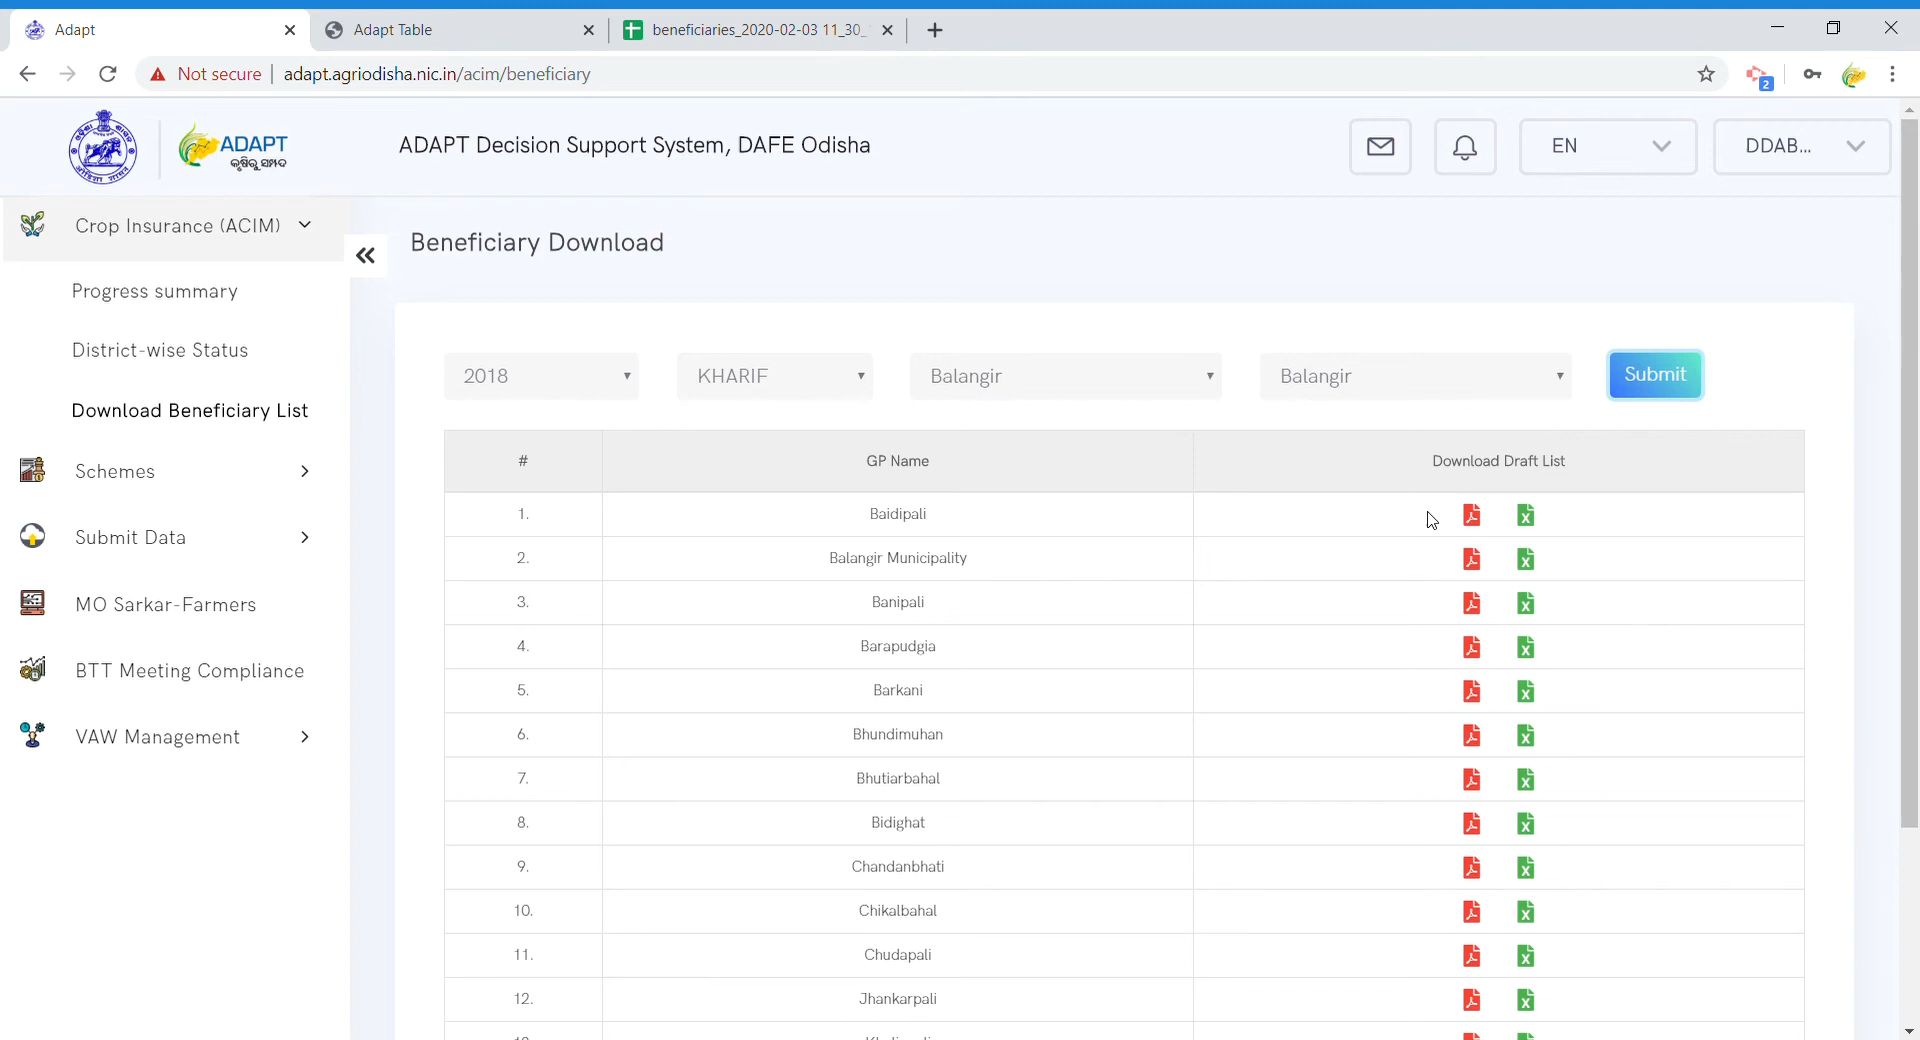 Adapt
Adapt Table
beneficiaries_2020-02-03 11_30_
Not secure
adapt.agriodisha.nic.in/acim/beneficiary
2
ADAPT
କୃଷିରୁ ସମ୍ପଦ
ADAPT Decision Support System, DAFE Odisha
EN
DDAB...
Crop Insurance (ACIM)
Progress summary
District-wise Status
Download Beneficiary List
Schemes
Submit Data
MO Sarkar-Farmers
BTT Meeting Compliance
VAW Management
Beneficiary Download
2018
KHARIF
Balangir
Balangir
Submit
# GP Name Download Draft List
1. Baidipali
2. Balangir Municipality
3. Banipali
4. Barapudgia
5. Barkani
6. Bhundimuhan
7. Bhutiarbahal
8. Bidighat
9. Chandanbhati
10. Chikalbahal
11. Chudapali
12. Jhankarpali